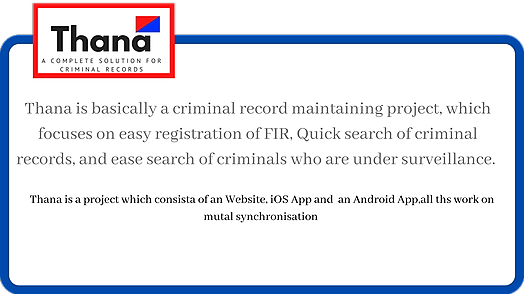 Thana
A COMPLETE SOLUTION FOR
CRIMINAL RECORDS
Thana is basically a criminal record maintaining project, which
focuses on easy registration of FIR, Quick search of criminal
records, and ease search of criminals who are under surveillance.
Thana is a project which consista of an Website, iOS App and an Android App,all ths work on
mutal synchronisation